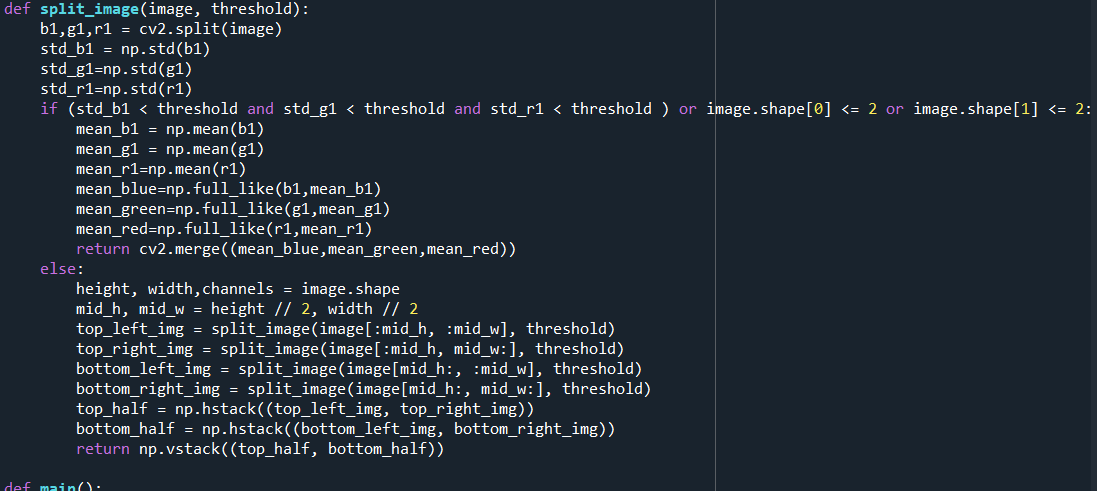 def split_image(image, threshold):
    b1,g1,r1 = cv2.split(image)
    std_b1 = np.std(b1)
    std_g1=np.std(g1)
    std_r1=np.std(r1)
    if (std_b1 < threshold and std_g1 < threshold and std_r1 < threshold ) or image.shape[0] <= 2 or image.shape[1] <= 2:
        mean_b1 = np.mean(b1)
        mean_g1 = np.mean(g1)
        mean_r1=np.mean(r1)
        mean_blue=np.full_like(b1,mean_b1)
        mean_green=np.full_like(g1,mean_g1)
        mean_red=np.full_like(r1,mean_r1)
        return cv2.merge((mean_blue,mean_green,mean_red))
    else:
        height, width,channels = image.shape
        mid_h, mid_w = height // 2, width // 2
        top_left_img = split_image(image[:mid_h, :mid_w], threshold)
        top_right_img = split_image(image[:mid_h, mid_w:], threshold)
        bottom_left_img = split_image(image[mid_h:, :mid_w], threshold)
        bottom_right_img = split_image(image[mid_h:, mid_w:], threshold)
        top_half = np.hstack((top_left_img, top_right_img))
        bottom_half = np.hstack((bottom_left_img, bottom_right_img))
        return np.vstack((top_half, bottom_half))
def main():